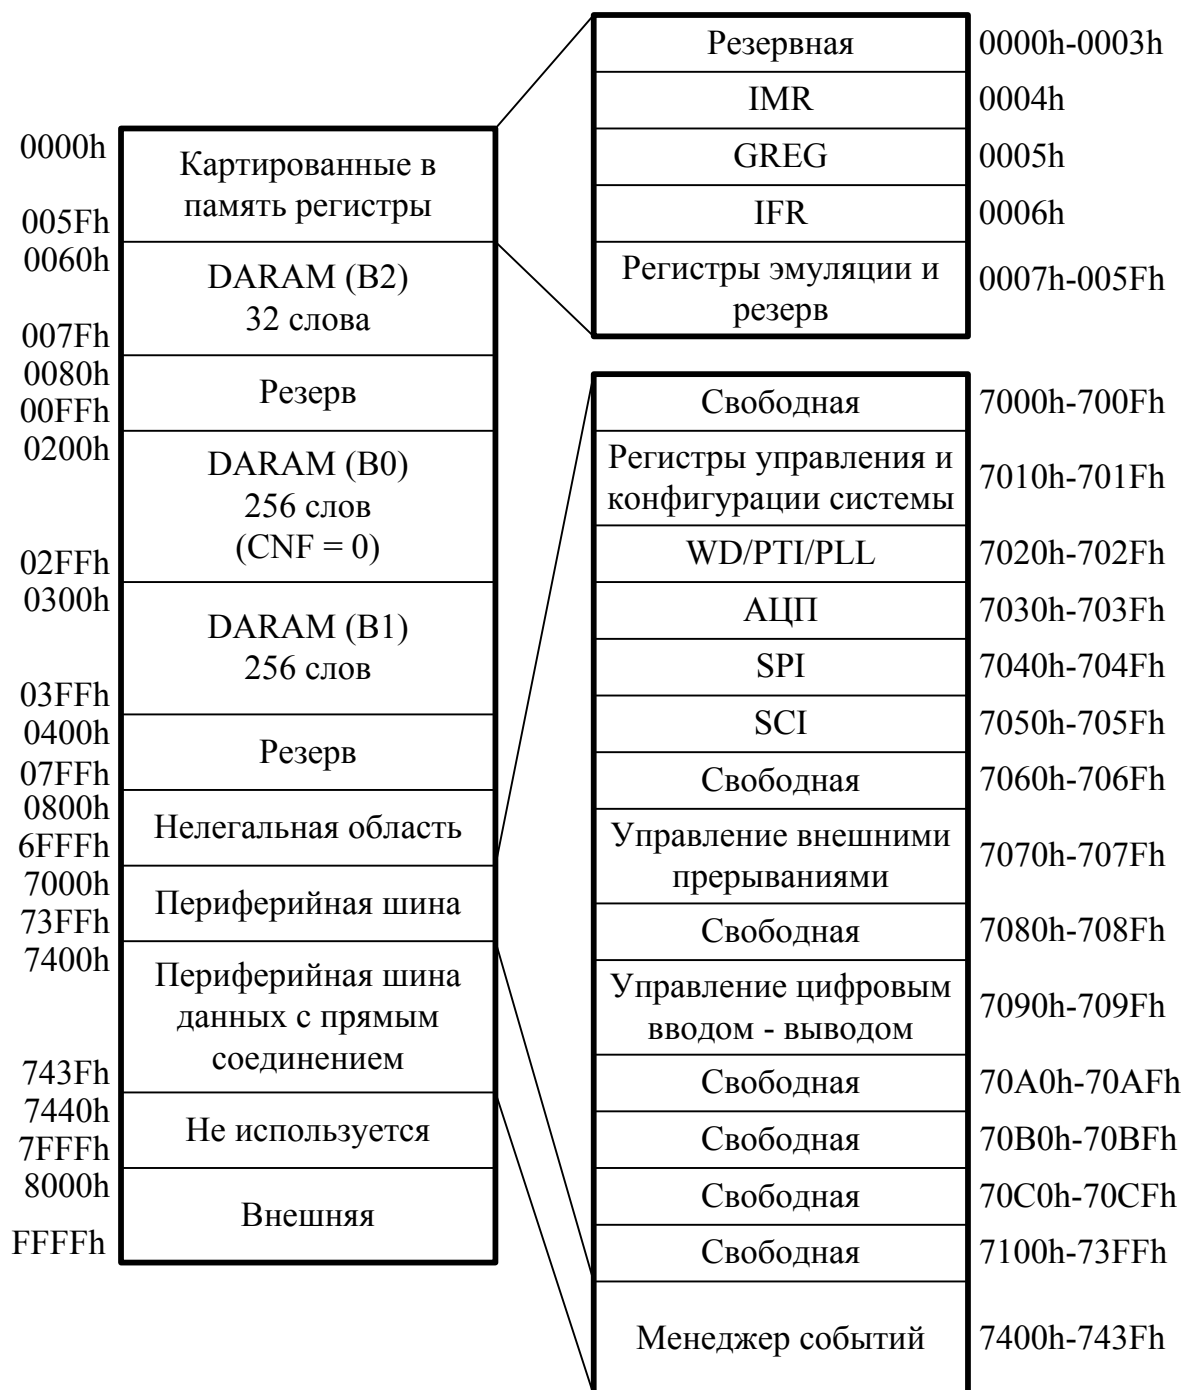 Резервная 0000h-0003h
IMR 0004h
GREG 0005h
IFR 0006h
Регистры эмуляции и
резерв
0007h-005Fh
0000h
Картированные в
память регистры
005Fh
0060h
DARAM (B2)
32 слова
007Fh
0080h
Резерв
00FFh
0200h
DARAM (B0)
256 слов
(CNF = 0)
02FFh
0300h
DARAM (B1)
256 слов
03FFh
0400h
Резерв
07FFh
0800h
Нелегальная область
6FFFh
7000h
Периферийная шина
73FFh
7400h
Периферийная шина
данных с прямым
соединением
743Fh
7440h
Не используется
7FFFh
8000h
Внешняя
FFFFh
Свободная 7000h-700Fh
Регистры управления и
конфигурации системы
7010h-701Fh
WD/PTI/PLL 7020h-702Fh
АЦП 7030h-703Fh
SPI 7040h-704Fh
SCI 7050h-705Fh
Свободная 7060h-706Fh
Управление внешними
прерываниями
7070h-707Fh
Свободная 7080h-708Fh
Управление цифровым
вводом - выводом
7090h-709Fh
Свободная 70A0h-70AFh
Свободная 70B0h-70BFh
Свободная 70C0h-70CFh
Свободная 7100h-73FFh
Менеджер событий 7400h-743Fh